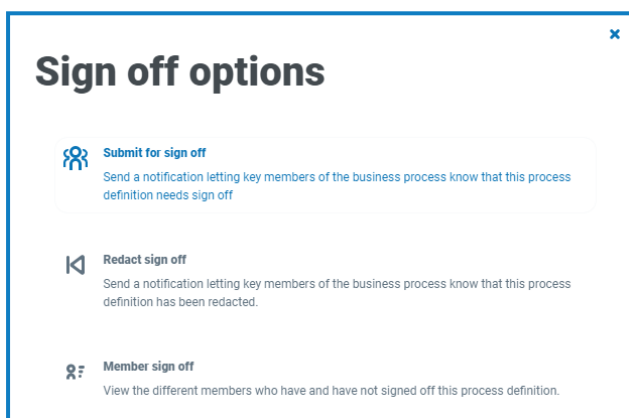 Sign off options
Submit for sign off
Send a notification letting key members of the business process know that this process
definition needs sign off
Redact sign off
Send a notification letting key members of the business process know that this process
definition has been redacted.
Member sign off
View the different members who have and have not signed off this process definition.